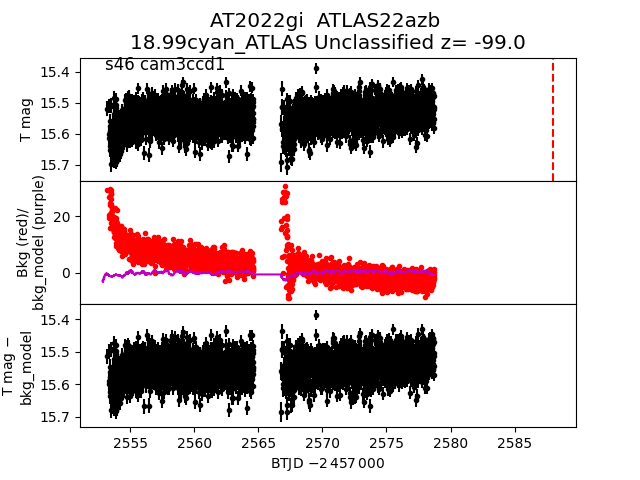 AT2022gi  ATLAS22azb
18.99cyan_ATLAS Unclassified z= -99.0
s46 cam3ccd1
T mag
15.4
15.5
15.6
15.7
Bkg (red)/
bkg_model (purple)
20
0
T mag −
bkg_model
15.4
15.5
15.6
15.7
2555 2560 2565 2570 2575 2580 2585
BTJD −2 457 000